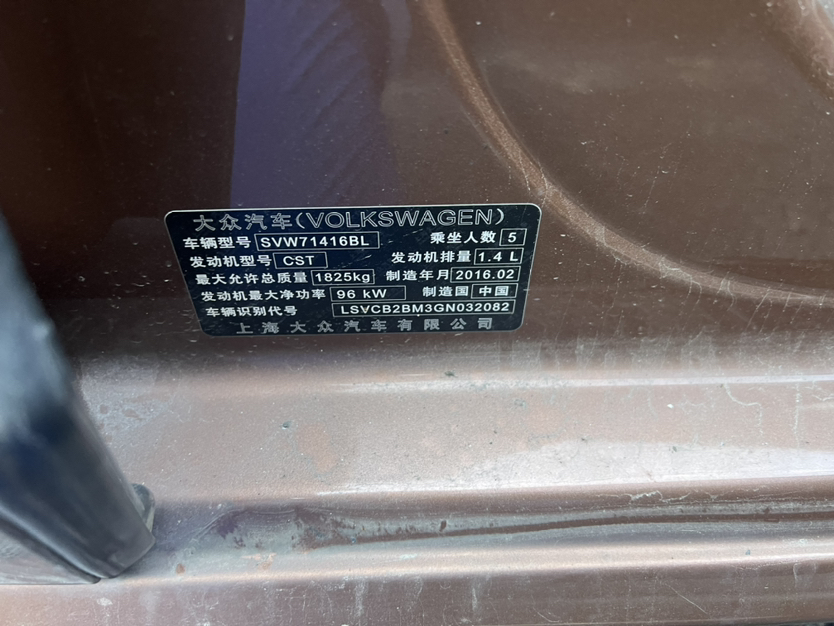 大众汽车(VOLKSWAGEN)
车辆型号 SVW71416BL 乘坐人数 5
发动机型号 CST 发动机排量 1.4 L
最大允许总质量 1825kg 制造年月 2016.02
发动机最大净功率 96 kW 制造国 中国
车辆识别代号 LSVCB2BM3GN032082
上海大众汽车有限公司